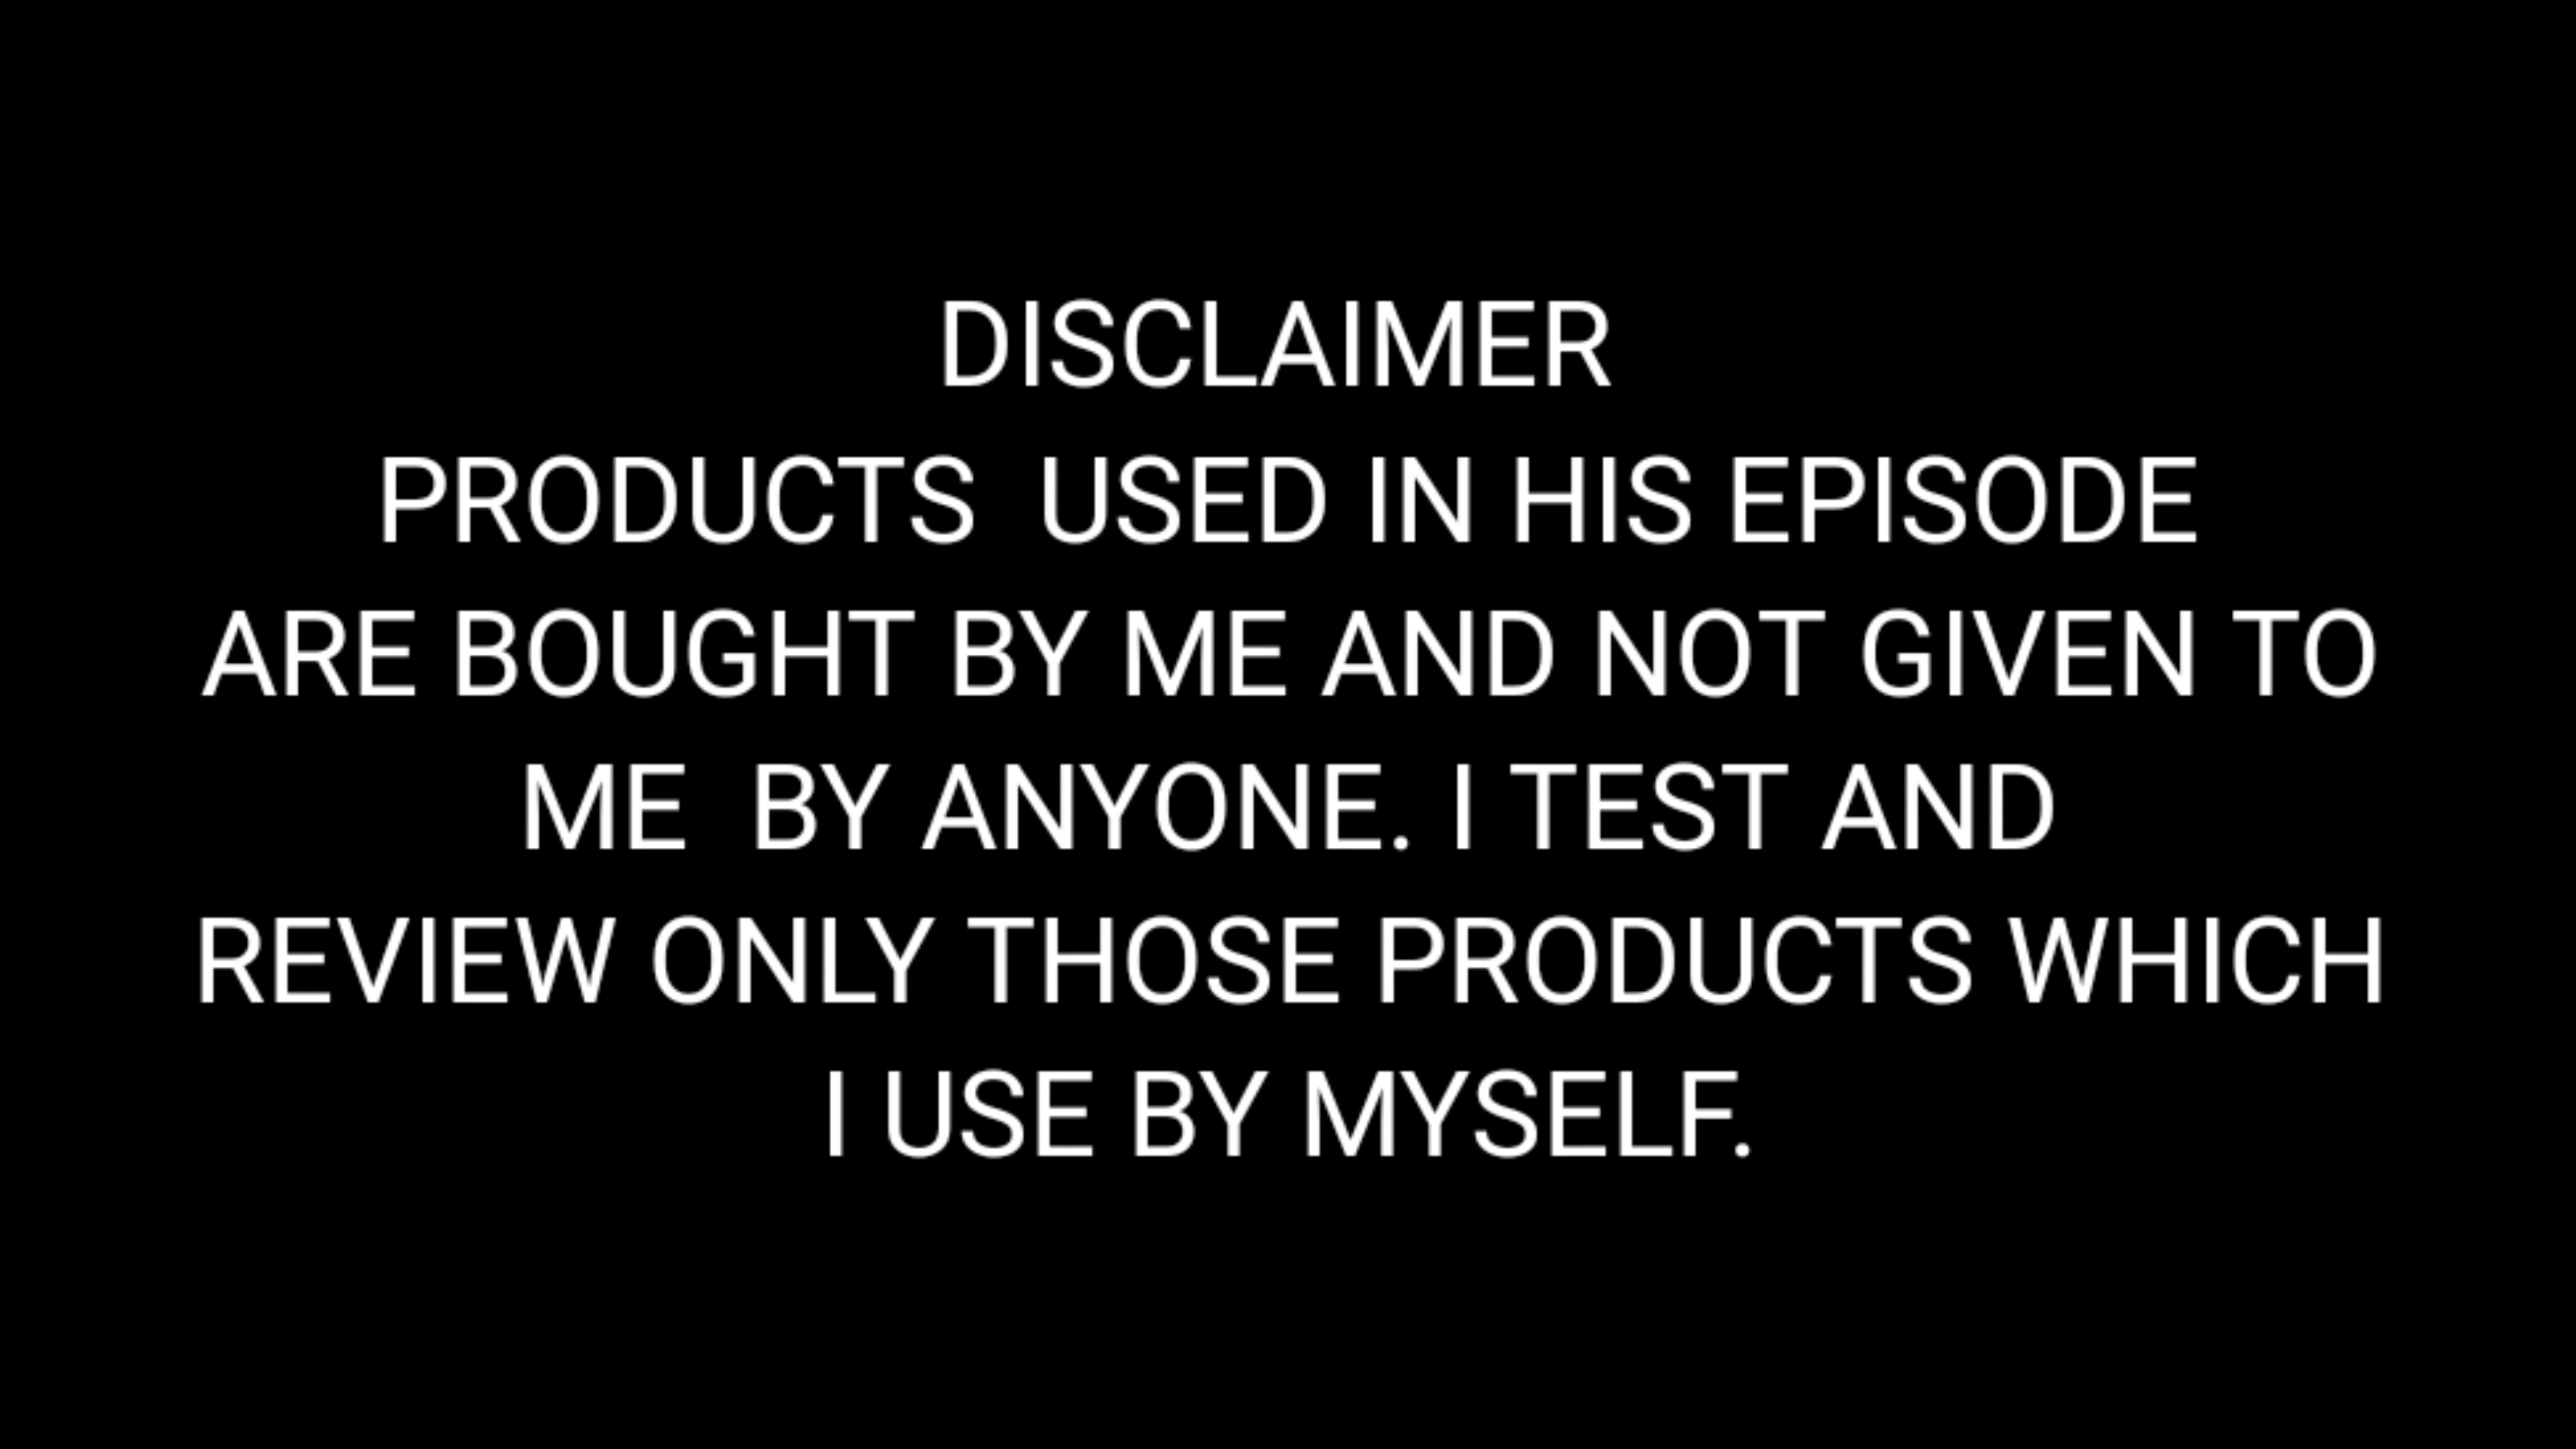 DISCLAIMER
PRODUCTS  USED IN HIS EPISODE
ARE BOUGHT BY ME AND NOT GIVEN TO
ME  BY ANYONE. I TEST AND
REVIEW ONLY THOSE PRODUCTS WHICH
I USE BY MYSELF.